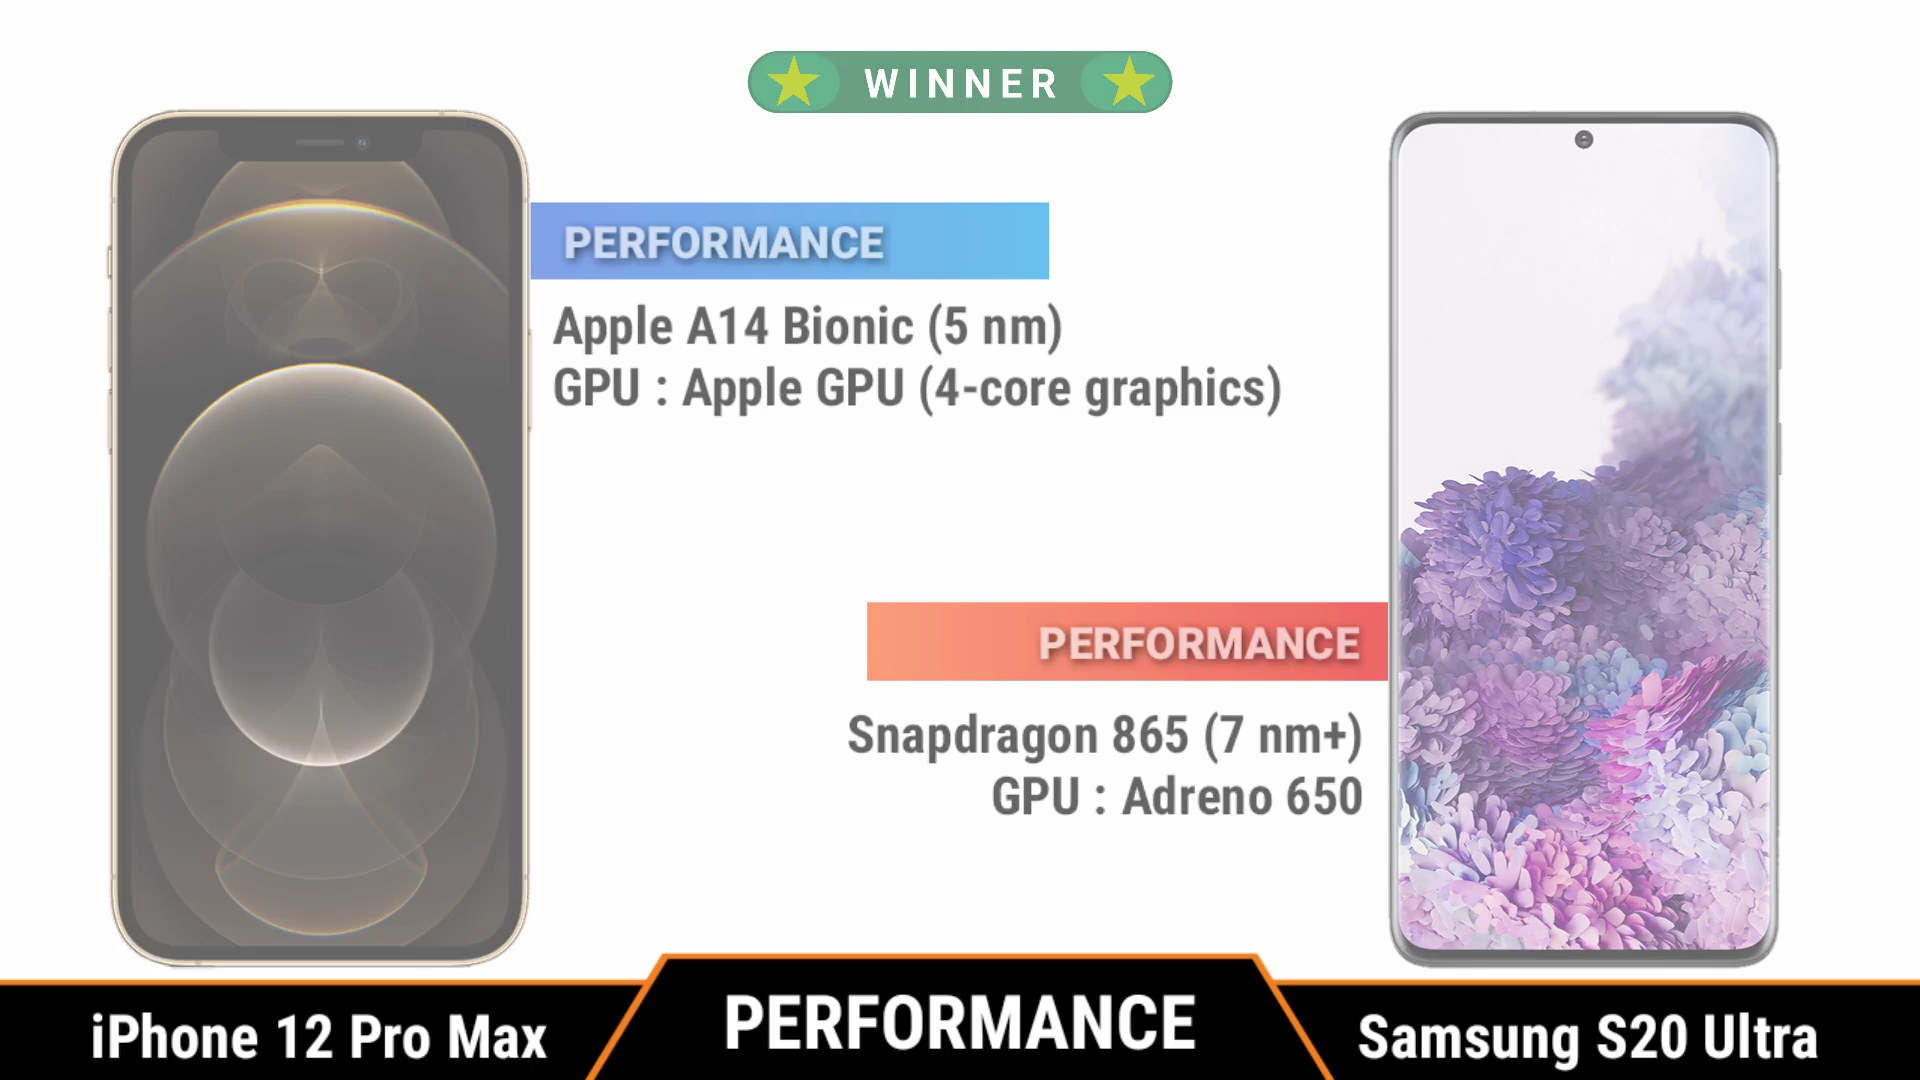 WINNER
PERFORMANCE
Apple A14 Bionic (5 nm)
GPU : Apple GPU (4-core graphics)
PERFORMANCE
Snapdragon 865 (7 nm+)
GPU : Adreno 650
iPhone 12 Pro Max
PERFORMANCE
Samsung S20 Ultra